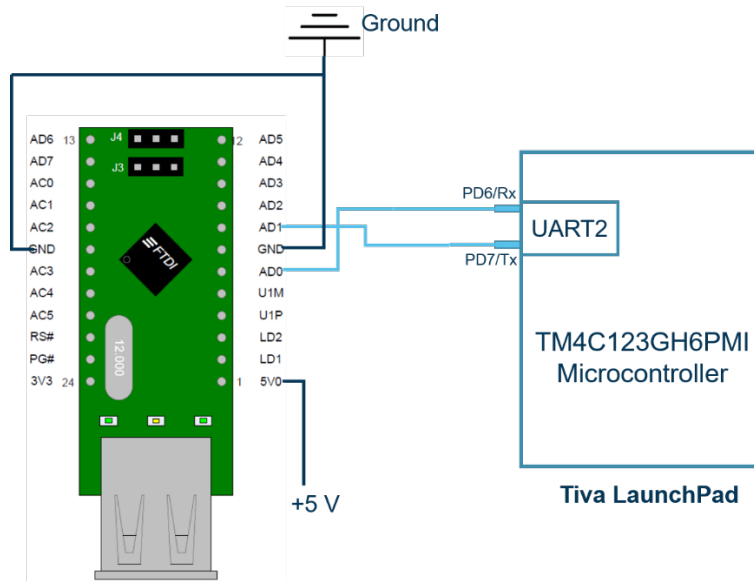 Ground
AD6 13 J4 12 AD5
AD7 J3 AD4
AC0 AD3
AC1 AD2
AC2 AD1
GND FTDI GND
AC3 AD0
AC4 U1M
AC5 U1P
RS# 12.000 LD2
PG# LD1
3V3 24 1 5V0
+5 V
PD6/Rx
UART2
PD7/Tx
TM4C123GH6PMI
Microcontroller
Tiva LaunchPad